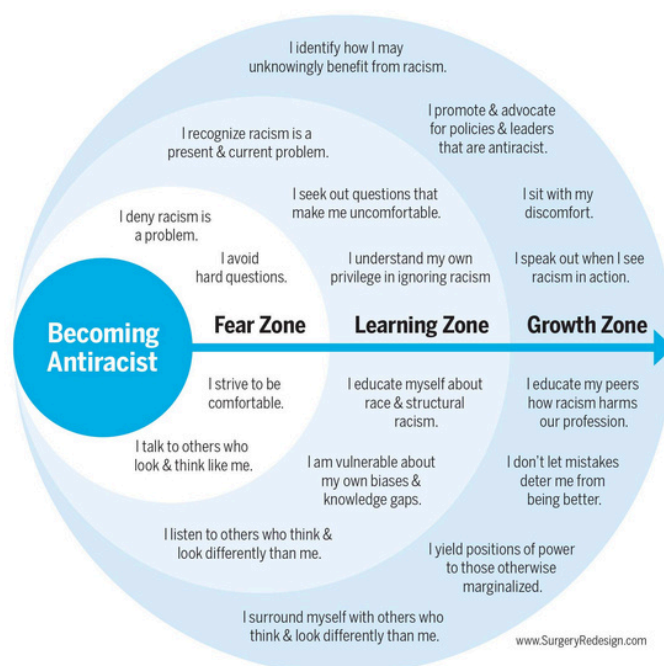 I identify how I may
unknowingly benefit from racism.
I promote & advocate
for policies & leaders
that are antiracist.
I recognize racism is a
present & current problem.
I seek out questions that
make me uncomfortable.
I sit with my
discomfort.
I deny racism is
a problem.
I avoid
hard questions.
I understand my own
privilege in ignoring racism
I speak out when I see
racism in action.
Becoming
Antiracist
Fear Zone
Learning Zone
Growth Zone
I strive to be
comfortable.
I educate myself about
race & structural
racism.
I educate my peers
how racism harms
our profession.
I talk to others who
look & think like me.
I am vulnerable about
my own biases &
knowledge gaps.
I don't let mistakes
deter me from
being better.
I listen to others who think &
look differently than me.
I yield positions of power
to those otherwise
marginalized.
I surround myself with others who
think & look differently than me.
www.SurgeryRedesign.com